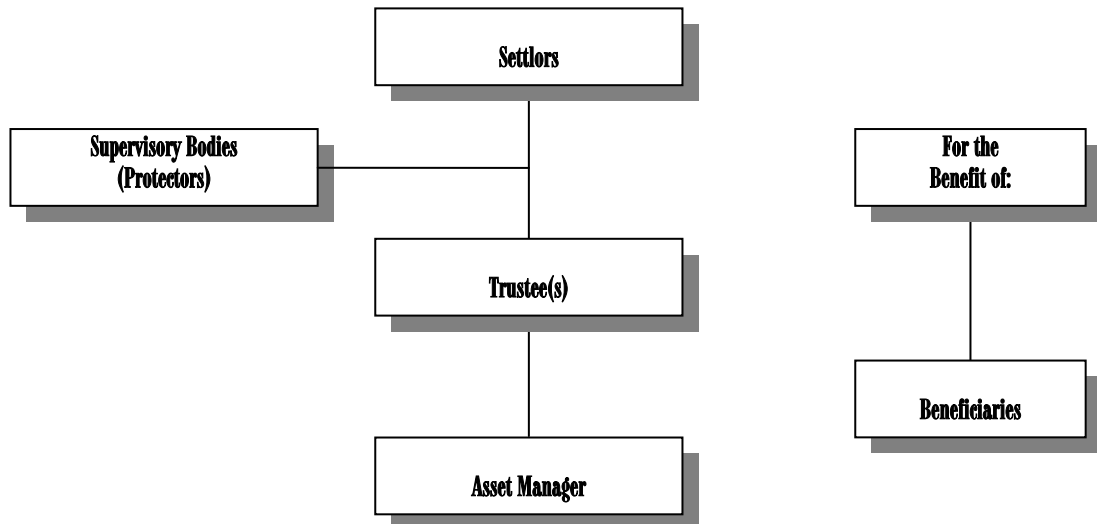 Settlors
Supervisory Bodies
(Protectors)
For the
Benefit of:
Trustee(s)
Beneficiaries
Asset Manager